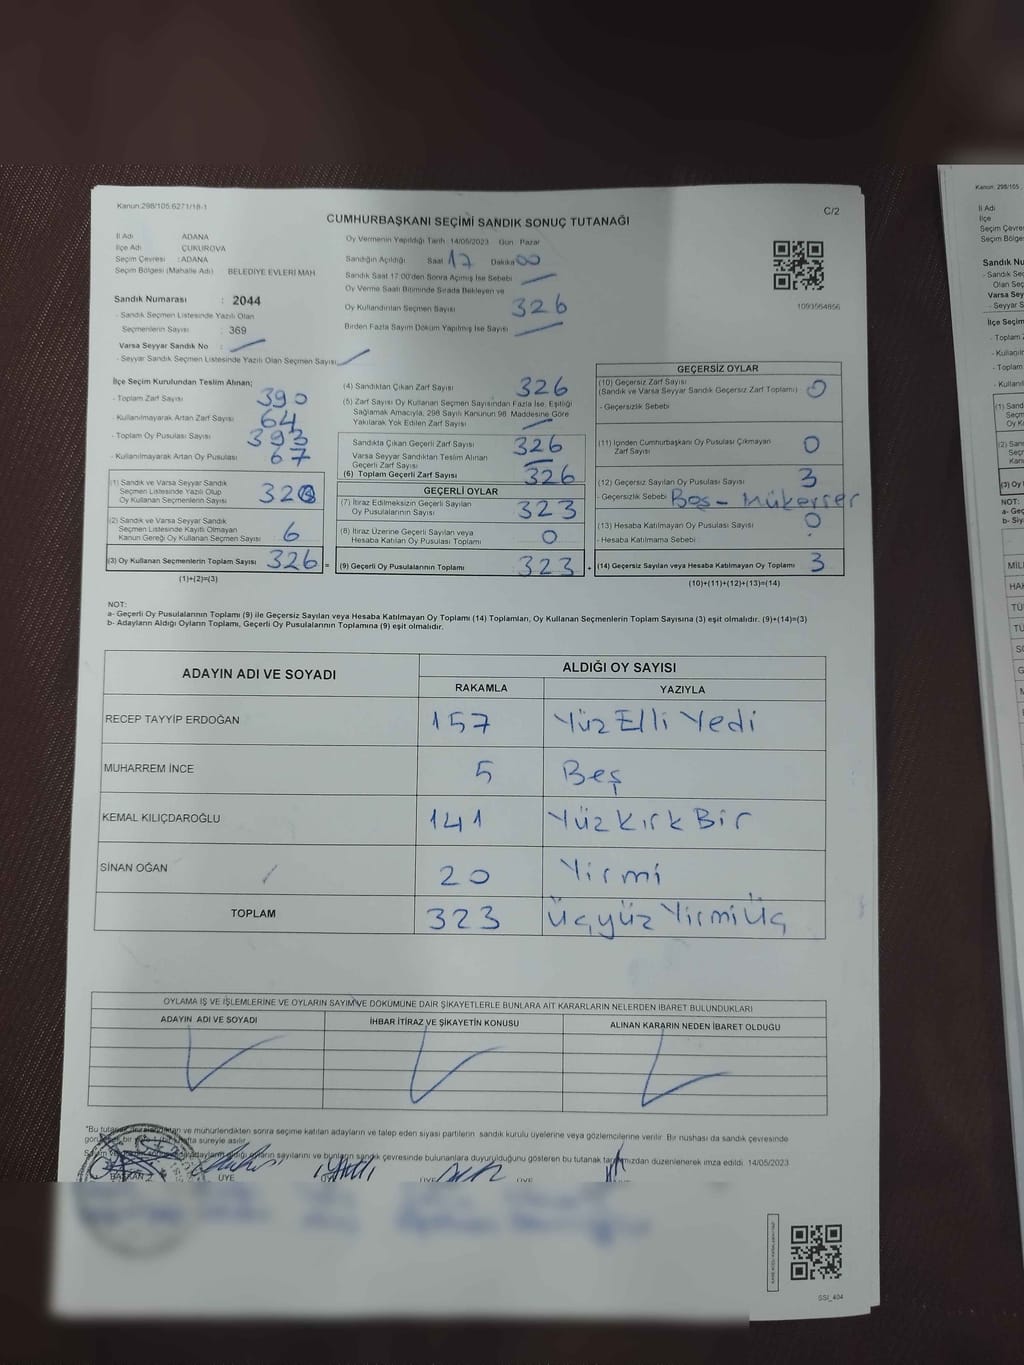 Kanun:298/105.6271/18-1
C/2
CUMHURBAŞKANI SEÇİMİ SANDIK SONUÇ TUTANAĞI
İl Adı ADANA
İlçe Adı ÇUKUROVA
Seçim Çevresi : ADANA
Seçim Bölgesi (Mahalle Adı) BELEDİYE EVLERİ MAH.
Sandık Numarası : 2044
- Sandık Seçmen Listesinde Yazılı Olan
Seçmenlerin Sayısı : 369
Varsa Seyyar Sandık No :
- Seyyar Sandık Seçmen Listesinde Yazılı Olan Seçmen Sayısı
Oy Vermenin Yapıldığı Tarih: 14/05/2023 Gün: Pazar
Sandığın Açıldığı Saat 17 Dakika 00
Sandık Saat 17:00'den Sonra Açılmış İse Sebebi
Oy Verme Saati Bitiminde Sırada Bekleyen ve
Oy Kullandırılan Seçmen Sayısı 326
Birden Fazla Sayım Döküm Yapılmış İse Sayısı
1093564856
İlçe Seçim Kurulundan Teslim Alınan;
- Toplam Zarf Sayısı 390
- Kullanılmayarak Artan Zarf Sayısı 64
- Toplam Oy Pusulası Sayısı 393
- Kullanılmayarak Artan Oy Pusulası 67
(1) Sandık ve Varsa Seyyar Sandık
Seçmen Listesinde Yazılı Olup
Oy Kullanan Seçmenlerin Sayısı
(2) Sandık ve Varsa Seyyar Sandık
Seçmen Listesinde Kayıtlı Olmayan
Kanun Gereği Oy Kullanan Seçmen Sayısı 6
(3) Oy Kullanan Seçmenlerin Toplam Sayısı 326
(1)+(2)=(3)
(4) Sandıktan Çıkan Zarf Sayısı 326
(5) Zarf Sayısı Oy Kullanan Seçmen Sayısından Fazla İse, Eşitliği
Sağlamak Amacıyla, 298 Sayılı Kanunun 98. Maddesine Göre
Yakılarak Yok Edilen Zarf Sayısı
Sandıkta Çıkan Geçerli Zarf Sayısı 326
Varsa Seyyar Sandıktan Teslim Alınan
Geçerli Zarf Sayısı
(6) Toplam Geçerli Zarf Sayısı 326
GEÇERLİ OYLAR
(7) İtiraz Edilmeksizin Geçerli Sayılan
Oy Pusulalarının Sayısı 323
(8) İtiraz Üzerine Geçerli Sayılan veya
Hesaba Katılan Oy Pusulası Toplamı 0
= (9) Geçerli Oy Pusulalarının Toplamı 323 +
GEÇERSİZ OYLAR
(10) Geçersiz Zarf Sayısı
(Sandık ve Varsa Seyyar Sandık Geçersiz Zarf Toplamı) 0
- Geçersizlik Sebebi
(11) İçinden Cumhurbaşkanı Oy Pusulası Çıkmayan
Zarf Sayısı 0
(12) Geçersiz Sayılan Oy Pusulası Sayısı 3
- Geçersizlik Sebebi Boş - Mükerrer
(13) Hesaba Katılmayan Oy Pusulası Sayısı 0
- Hesaba Katılmama Sebebi
(14) Geçersiz Sayılan veya Hesaba Katılmayan Oy Toplamı 3
(10)+(11)+(12)+(13)=(14)
NOT:
a- Geçerli Oy Pusulalarının Toplamı (9) ile Geçersiz Sayılan veya Hesaba Katılmayan Oy Toplamı (14) Toplamları, Oy Kullanan Seçmenlerin Toplam Sayısına (3) eşit olmalıdır. (9)+(14)=(3)
b- Adayların Aldığı Oyların Toplamı, Geçerli Oy Pusulalarının Toplamına (9) eşit olmalıdır.
ADAYIN ADI VE SOYADI ALDIĞI OY SAYISI
RAKAMLA YAZIYLA
RECEP TAYYİP ERDOĞAN 157 Yüz Elli Yedi
MUHARREM İNCE 5 Beş
KEMAL KILIÇDAROĞLU 141 Yüz Kırk Bir
SİNAN OĞAN 20 Yirmi
TOPLAM 323 Üçyüz Yirmi Üç
OYLAMA İŞ VE İŞLEMLERİNE VE OYLARIN SAYIM VE DÖKÜMÜNE DAİR ŞİKAYETLERLE BUNLARA AİT KARARLARIN NELERDEN İBARET BULUNDUKLARI
ADAYIN ADI VE SOYADI İHBAR İTİRAZ VE ŞİKAYETİN KONUSU ALINAN KARARIN NEDEN İBARET OLDUĞU
ve mühürlendikten sonra seçime katılan adayların ve talep eden siyasi partilerin sandık kurulu üyelerine veya gözlemcilerine verilir. Bir nüshası da sandık çevresinde
hafta süreyle asılır.
oyların sayılarını ve bunların sandık çevresinde bulunanlara duyurulduğunu gösteren bu tutanak tarafımızdan düzenlenerek imza edildi. 14/05/2023
BAŞKAN ÜYE ÜYE ÜYE ÜYE
SSI_404
Kanun: 298/105
İl Adı
İlçe
Seçim Çevresi
Seçim Bölges
Sandık Nu